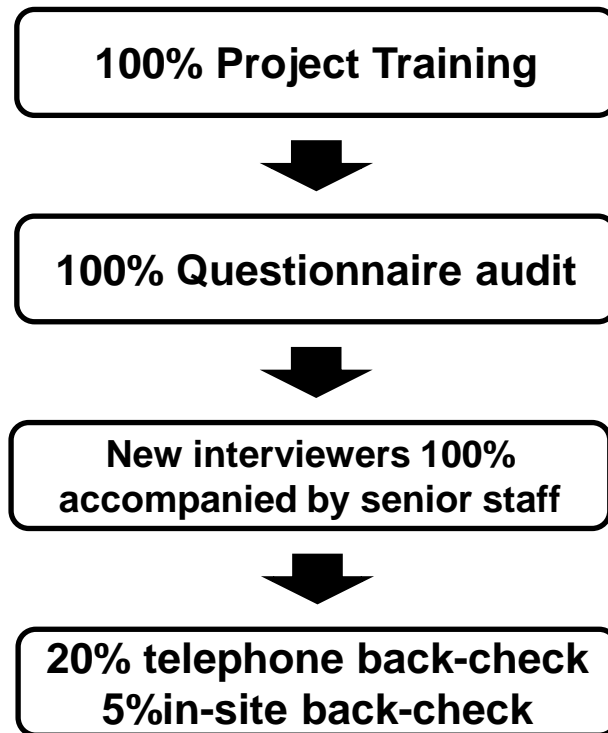 100% Project Training
100% Questionnaire audit
New interviewers 100%
accompanied by senior staff
20% telephone back-check
5%in-site back-check